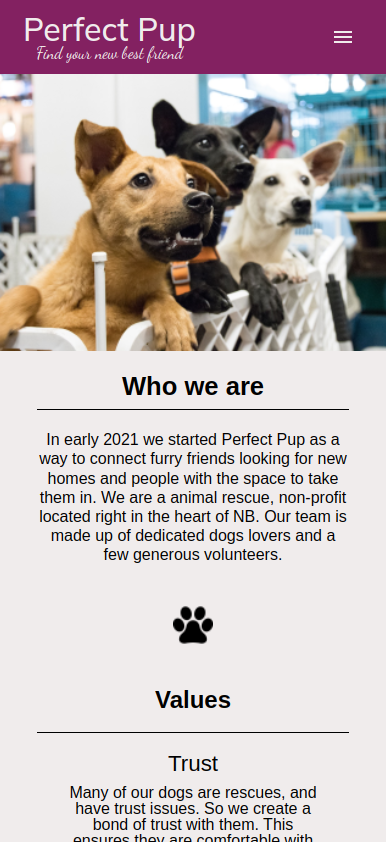 Perfect Pup
Find your new best friend
Who we are
In early 2021 we started Perfect Pup as a
way to connect furry friends looking for new
homes and people with the space to take
them in. We are a animal rescue, non-profit
located right in the heart of NB. Our team is
made up of dedicated dogs lovers and a
few generous volunteers.
Values
Trust
Many of our dogs are rescues, and
have trust issues. So we create a
bond of trust with them. This
ensures they are comfortable with